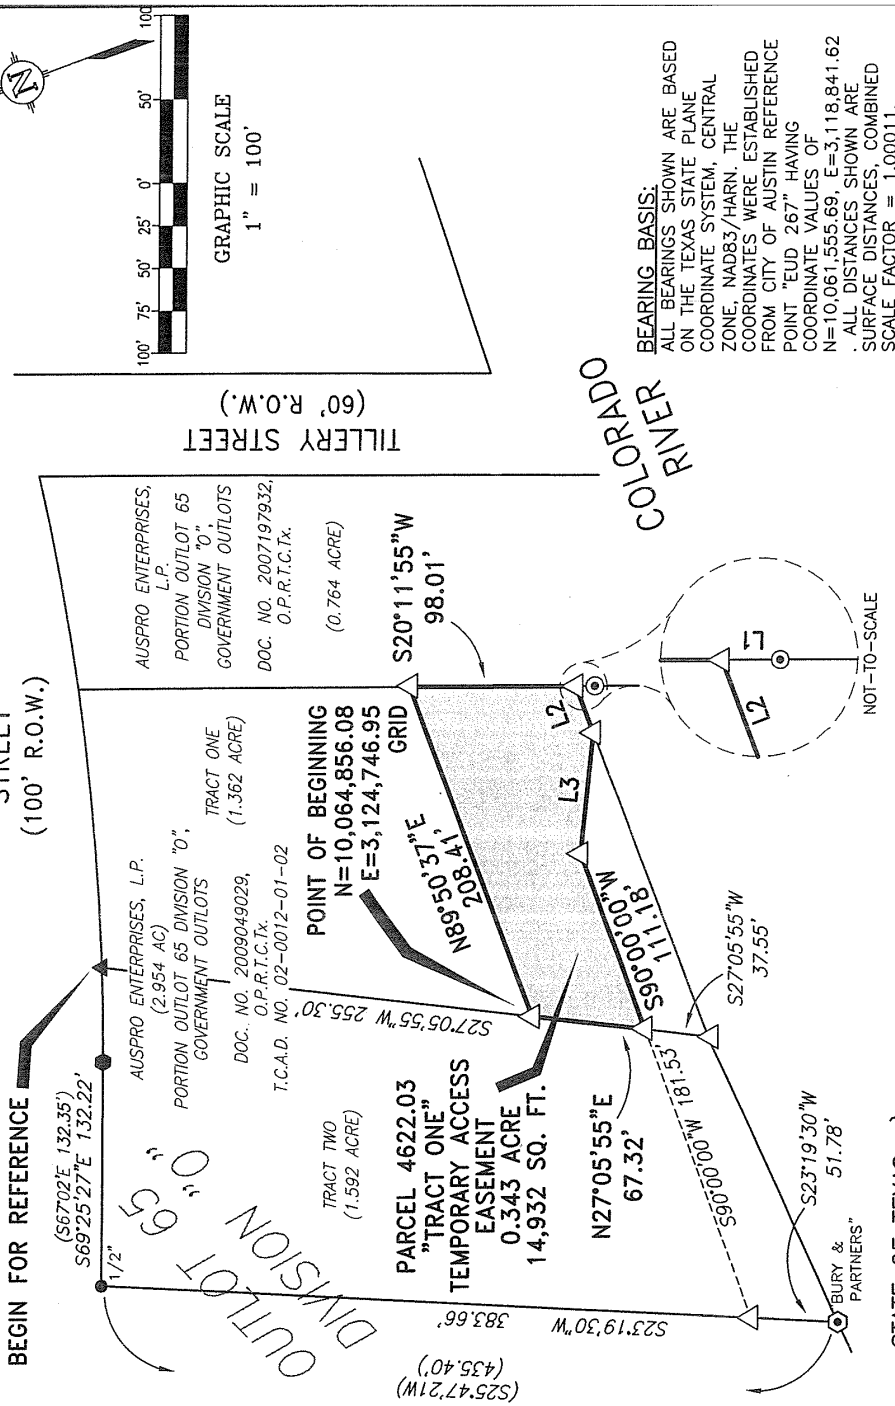 STREET
(100' R.O.W.)
N
100'
75'
50'
25'
0'
50'
100'
GRAPHIC SCALE
1" = 100'
BEGIN FOR REFERENCE
(S67°02'E 132.35')
S69°25'27"E 132.22'
1/2"
AUSPRO ENTERPRISES, L.P.
(2.954 AC)
PORTION OUTLOT 65 DIVISION "O",
GOVERNMENT OUTLOTS
DOC. NO. 2009049029,
O.P.R.T.C.Tx.
T.C.A.D. NO. 02-0012-01-02
TRACT ONE
(1.362 ACRE)
AUSPRO ENTERPRISES,
L.P.
PORTION OUTLOT 65
DIVISION "O",
GOVERNMENT OUTLOTS
DOC. NO. 2007197932,
O.P.R.T.C.Tx.
(0.764 ACRE)
TILLERY STREET
(60' R.O.W.)
OUTLOT 65
DIVISION "O"
TRACT TWO
(1.592 ACRE)
S27°05'55"W 255.30'
POINT OF BEGINNING
N=10,064,856.08
E=3,124,746.95
GRID
S20°11'55"W
98.01'
N89°50'37"E
208.41'
PARCEL 4622.03
"TRACT ONE"
TEMPORARY ACCESS
EASEMENT
0.343 ACRE
14,932 SQ. FT.
N27°05'55"E
67.32'
S90°00'00"W
111.18'
L3
L2
S90°00'00"W 181.53'
S27°05'55"W
37.55'
S23°19'30"W 383.66'
(S25°47'21W)
(435.40')
S23°19'30"W
51.78'
BURY &
PARTNERS"
COLORADO
RIVER
L1
L2
NOT-TO-SCALE
BEARING BASIS:
ALL BEARINGS SHOWN ARE BASED
ON THE TEXAS STATE PLANE
COORDINATE SYSTEM, CENTRAL
ZONE, NAD83/HARN. THE
COORDINATES WERE ESTABLISHED
FROM CITY OF AUSTIN REFERENCE
POINT "EUD 267" HAVING
COORDINATE VALUES OF
N=10,061,555.69, E=3,118,841.62
. ALL DISTANCES SHOWN ARE
SURFACE DISTANCES, COMBINED
SCALE FACTOR = 1.00011.